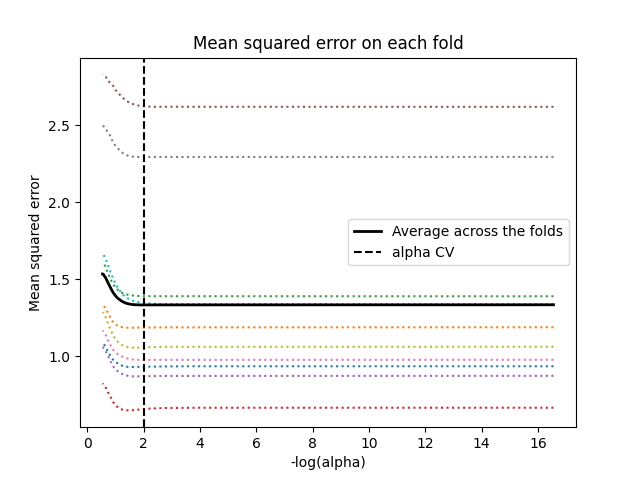 Mean squared error on each fold
Mean squared error
2.5
2.0
1.5
1.0
Average across the folds
alpha CV
0 2 4 6 8 10 12 14 16
-log(alpha)